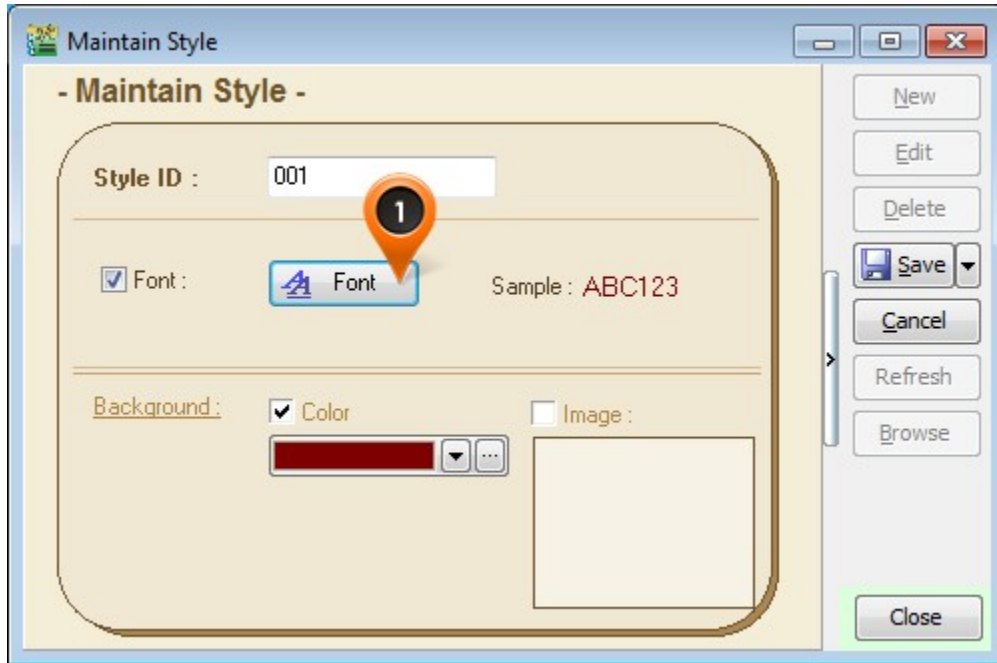 Maintain Style
- Maintain Style -
Style ID :
001
1
Font :
Font
Sample : ABC123
Background :
Color
Image :
New
Edit
Delete
Save
Cancel
Refresh
Browse
Close